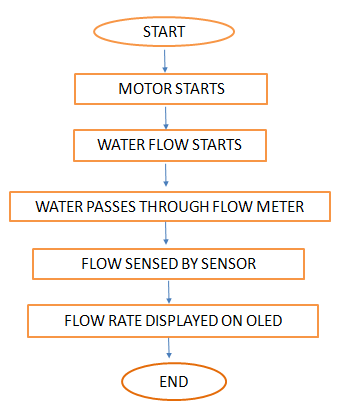 START
MOTOR STARTS
WATER FLOW STARTS
WATER PASSES THROUGH FLOW METER
FLOW SENSED BY SENSOR
FLOW RATE DISPLAYED ON OLED
END